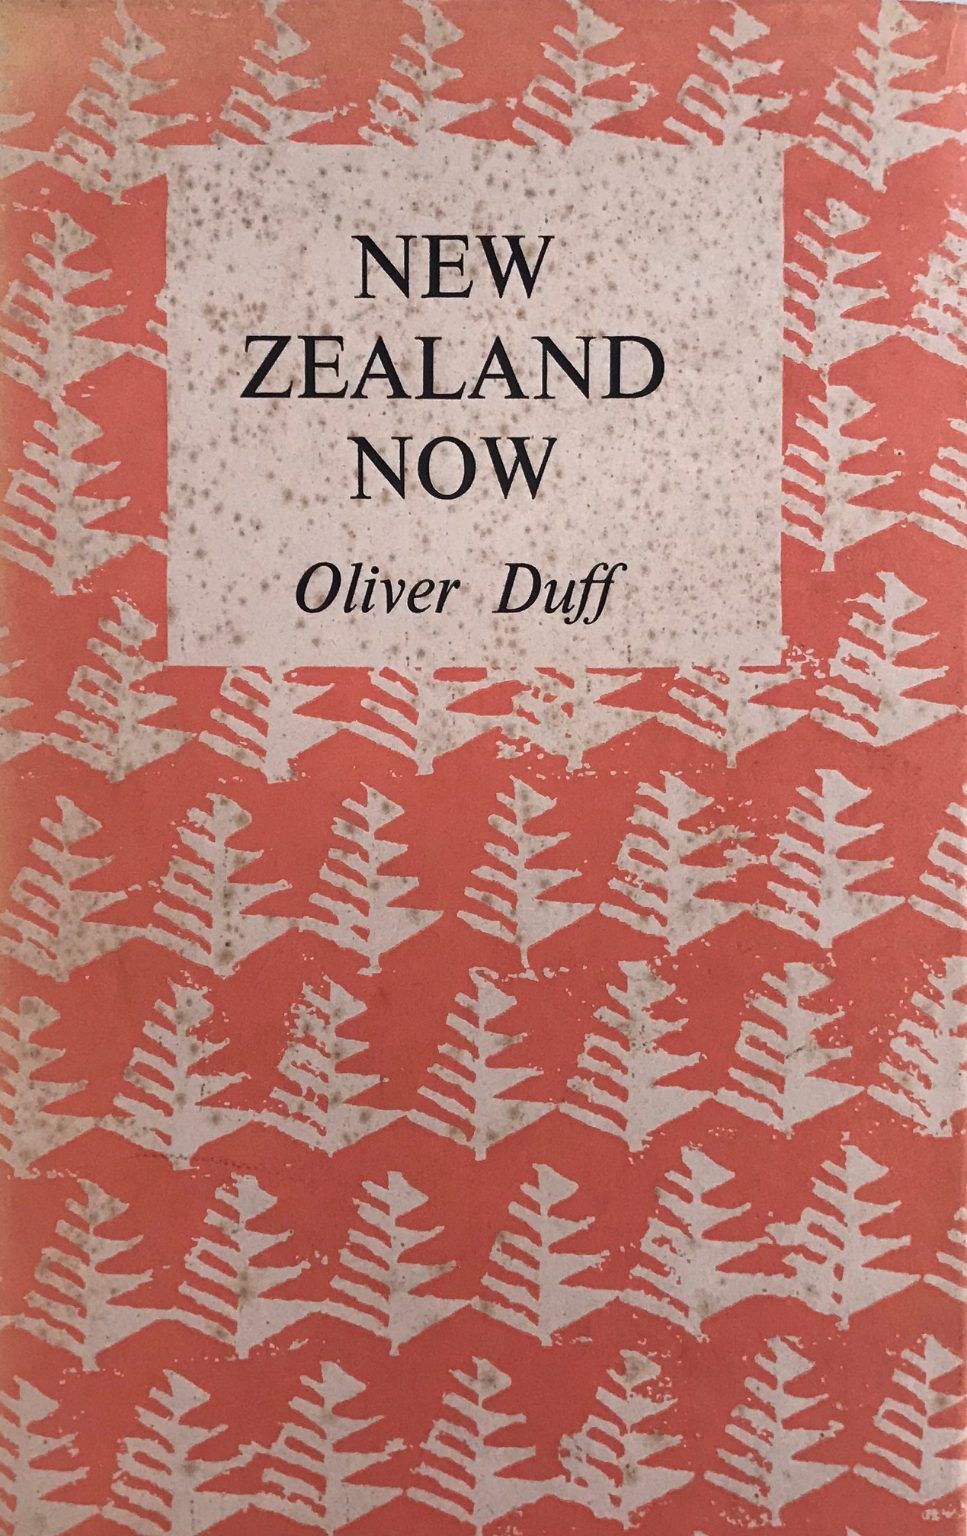 NEW
ZEALAND
NOW
Oliver Duff